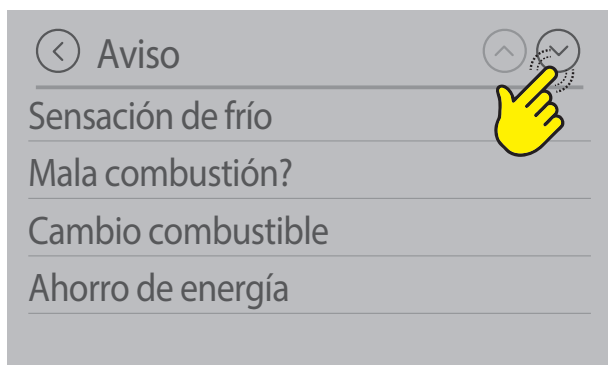 Aviso
Sensación de frío
Mala combustión?
Cambio combustible
Ahorro de energía